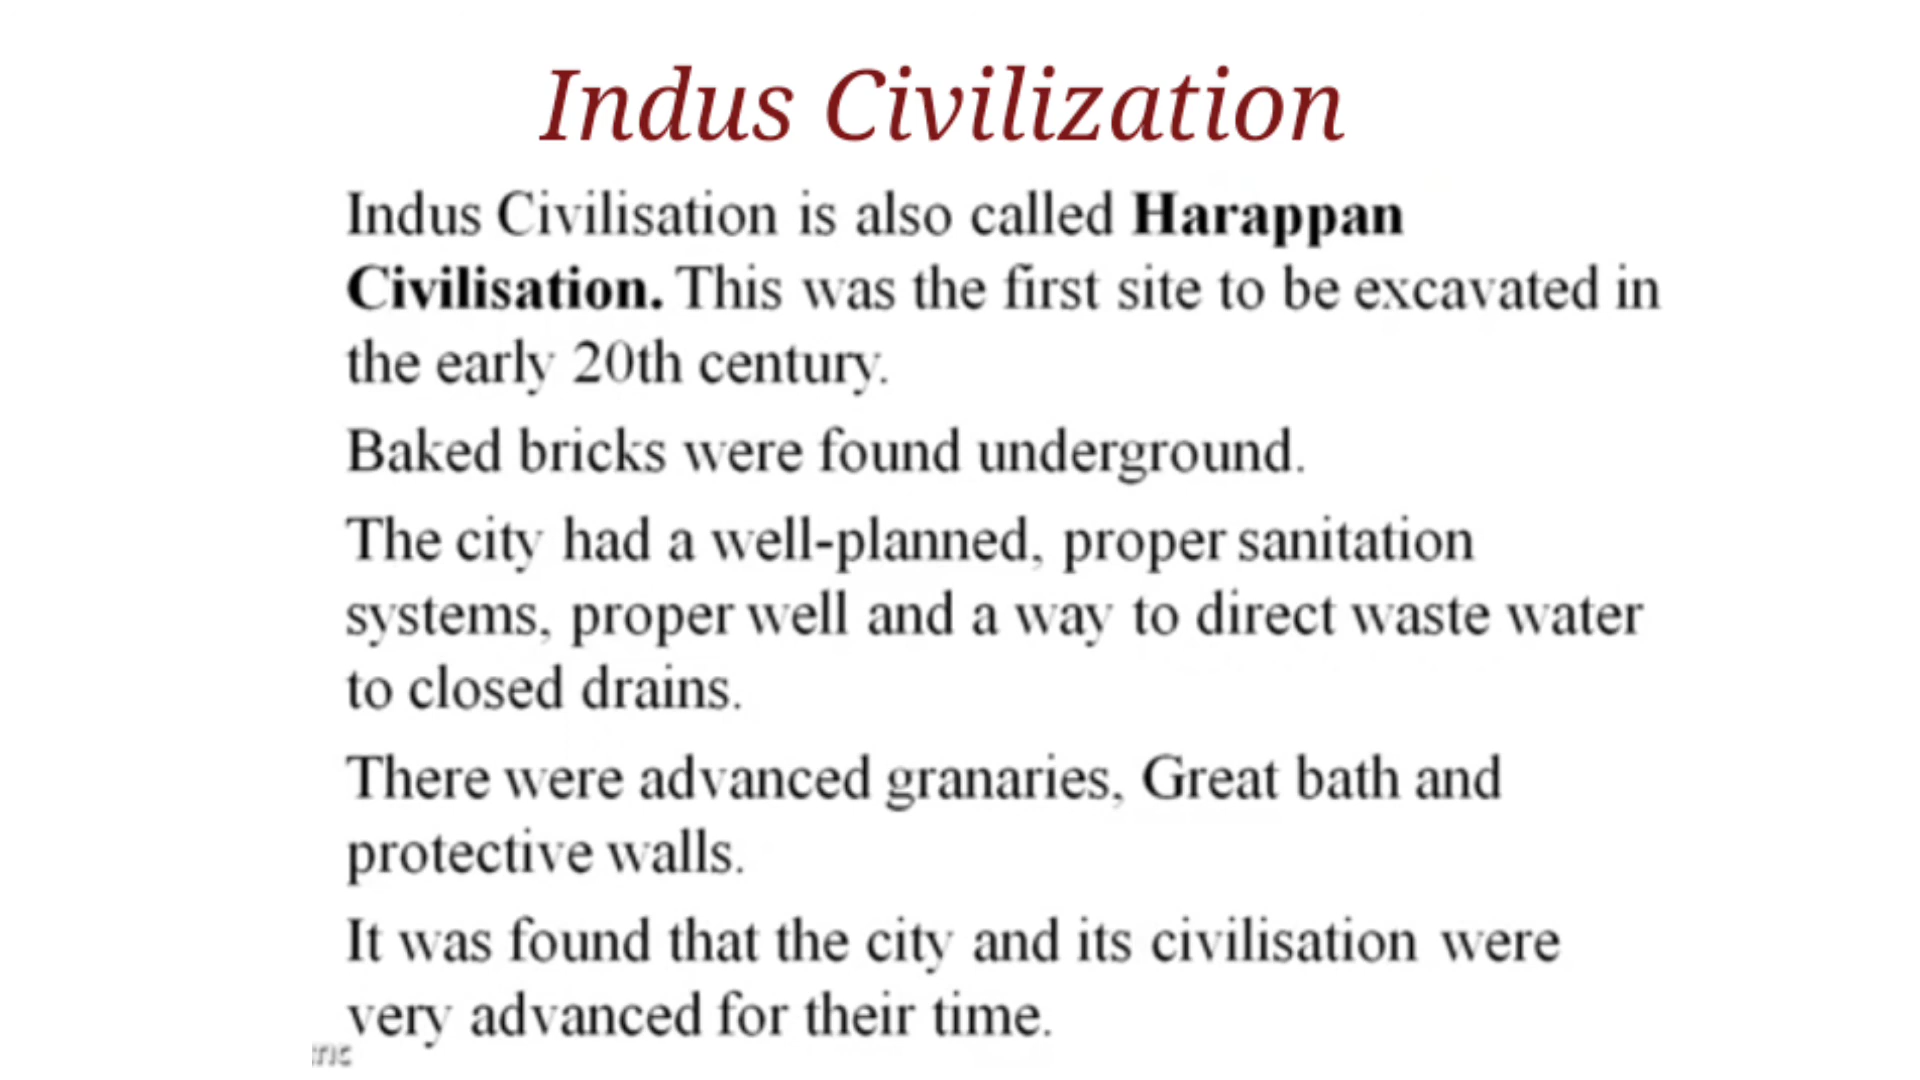 Indus Civilization
Indus Civilisation is also called Harappan
Civilisation. This was the first site to be excavated in
the early 20th century.
Baked bricks were found underground.
The city had a well-planned, proper sanitation
systems, proper well and a way to direct waste water
to closed drains.
There were advanced granaries, Great bath and
protective walls.
It was found that the city and its civilisation were
very advanced for their time.